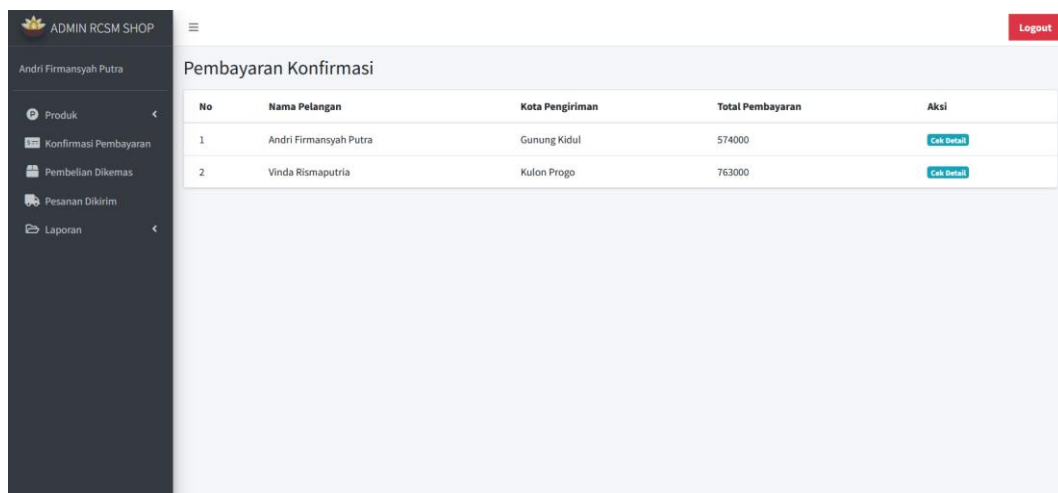 ADMIN RCSM SHOP
Logout
Andri Firmansyah Putra
Produk
Konfirmasi Pembayaran
Pembelian Dikemas
Pesanan Dikirim
Laporan
Pembayaran Konfirmasi
No Nama Pelangan Kota Pengiriman Total Pembayaran Aksi
1 Andri Firmansyah Putra Gunung Kidul 574000 Cek Detail
2 Vinda Rismaputria Kulon Progo 763000 Cek Detail